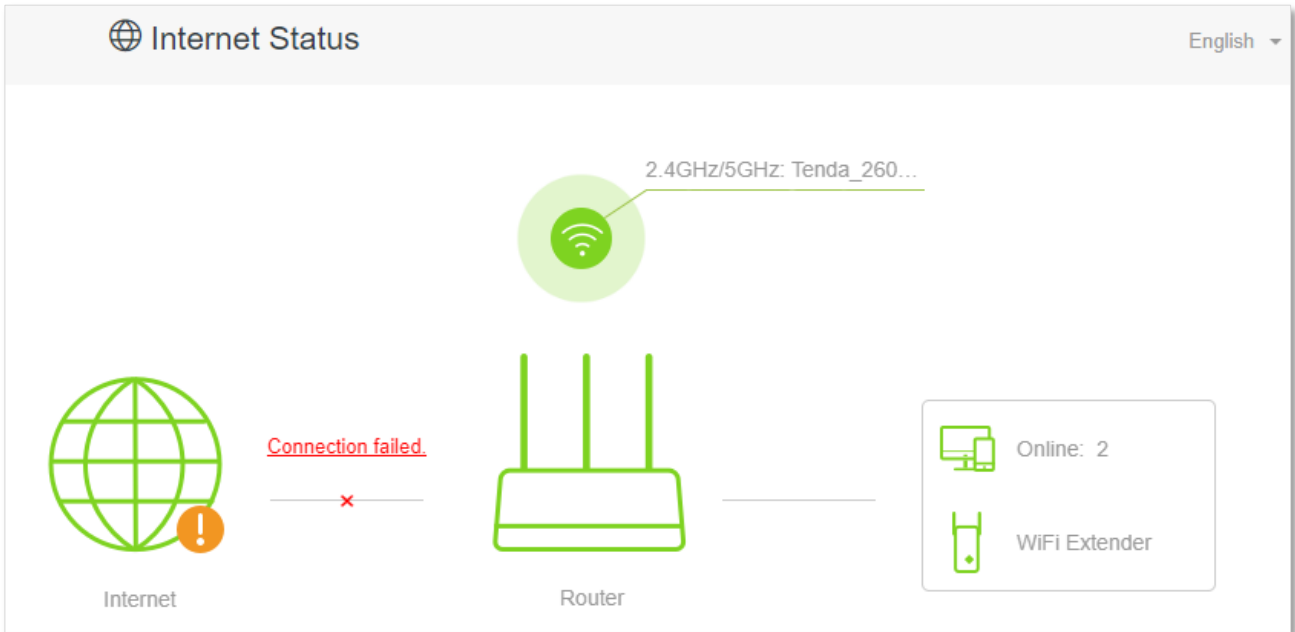 Internet Status
English
2.4GHz/5GHz: Tenda_260...
Connection failed.
Online: 2
WiFi Extender
Internet
Router